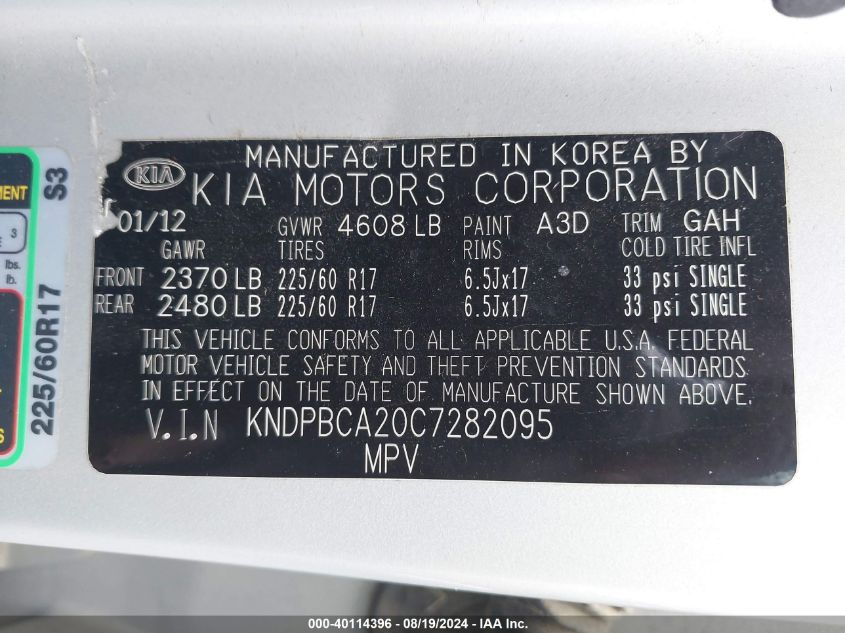 MANUFACTURED IN KOREA BY
KIA
KIA MOTORS CORPORATION
01/12 GVWR 4608 LB PAINT A3D TRIM GAH
GAWR TIRES RIMS COLD TIRE INFL
FRONT 2370 LB 225/60 R17 6.5Jx17 33 psi SINGLE
REAR 2480 LB 225/60 R17 6.5Jx17 33 psi SINGLE
THIS VEHICLE CONFORMS TO ALL APPLICABLE U.S.A. FEDERAL
MOTOR VEHICLE SAFETY AND THEFT PREVENTION STANDARDS
IN EFFECT ON THE DATE OF MANUFACTURE SHOWN ABOVE.
V.I.N KNDPBCA20C7282095
MPV
S3
225/60R17
3
lbs.
lb.
000-40114396 - 08/19/2024 - IAA Inc.